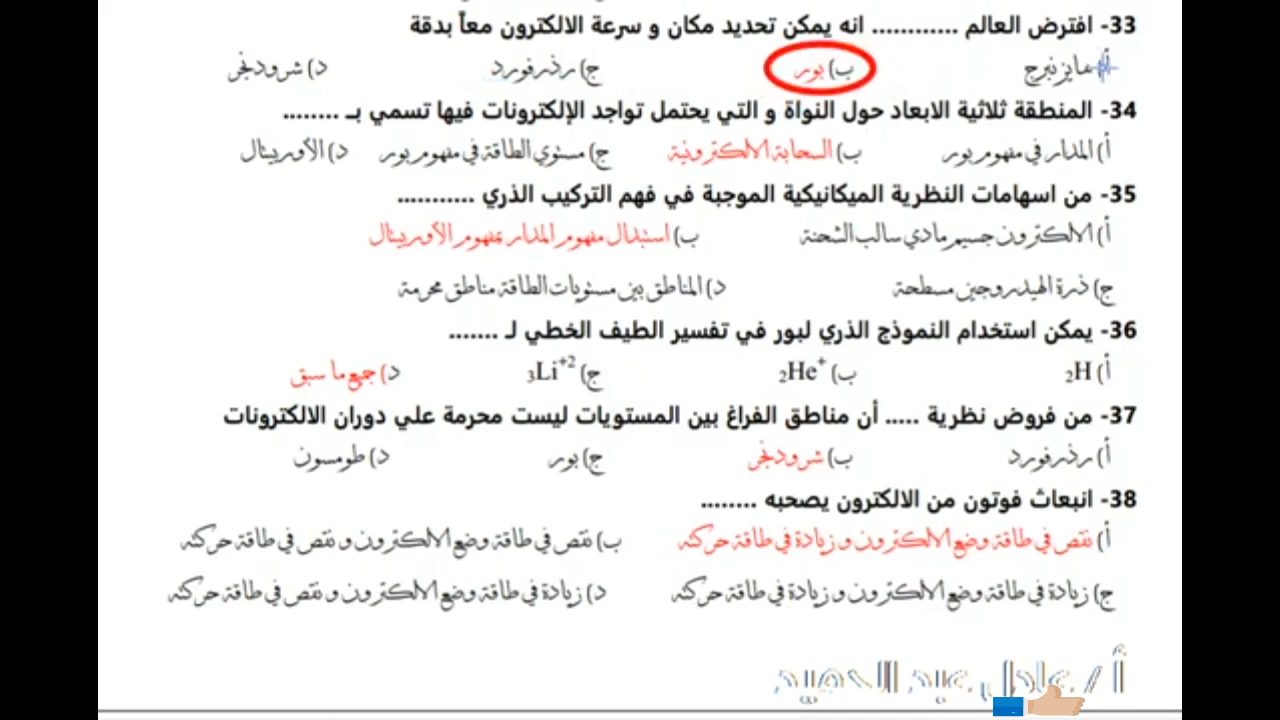 33- افترض العالم ............ انه يمكن تحديد مكان و سرعة الالكترون معاً بدقة
أ) هايزنبرج ب) بور ج) رذرفورد د) شرودنجر
34- المنطقة ثلاثية الابعاد حول النواة و التي يحتمل تواجد الإلكترونات فيها تسمي بـ ........
أ) المدار في مفهوم بور ب) السحابة الالكترونية ج) مستوي الطاقة في مفهوم بور د) الأوربيتال
35- من اسهامات النظرية الميكانيكية الموجبة في فهم التركيب الذري ...........
أ) الالكترون جسيم مادي سالب الشحنة ب) استبدال مفهوم المدار بمفهوم الأوربيتال
ج) ذرة الهيدروجين مسطحة د) المناطق بين مستويات الطاقة مناطق محرمة
36- يمكن استخدام النموذج الذري لبور في تفسير الطيف الخطي لـ .......
أ) ₂H ب) ₂He⁺ ج) ₃Li⁺² د) جميع ما سبق
37- من فروض نظرية ..... أن مناطق الفراغ بين المستويات ليست محرمة علي دوران الالكترونات
أ) رذرفورد ب) شرودنجر ج) بور د) طومسون
38- انبعاث فوتون من الالكترون يصحبه ........
أ) نقص في طاقة وضع الالكترون و زيادة في طاقة حركته ب) نقص في طاقة وضع الالكترون و نقص في طاقة حركته
ج) زيادة في طاقة وضع الالكترون و زيادة في طاقة حركته د) زيادة في طاقة وضع الالكترون و نقص في طاقة حركته
أ / عادل عبد الحميد